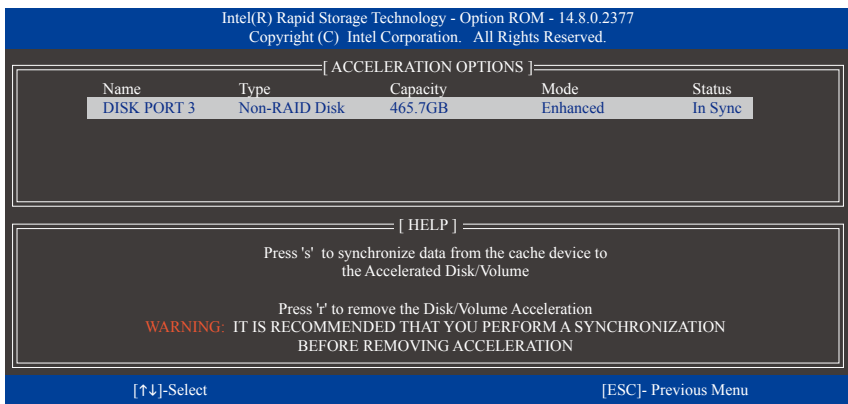 Intel(R) Rapid Storage Technology - Option ROM - 14.8.0.2377
Copyright (C) Intel Corporation. All Rights Reserved.
[ ACCELERATION OPTIONS ]
Name Type Capacity Mode Status
DISK PORT 3 Non-RAID Disk 465.7GB Enhanced In Sync
[ HELP ]
Press 's' to synchronize data from the cache device to
the Accelerated Disk/Volume
Press 'r' to remove the Disk/Volume Acceleration
WARNING: IT IS RECOMMENDED THAT YOU PERFORM A SYNCHRONIZATION
BEFORE REMOVING ACCELERATION
[↑↓]-Select [ESC]- Previous Menu